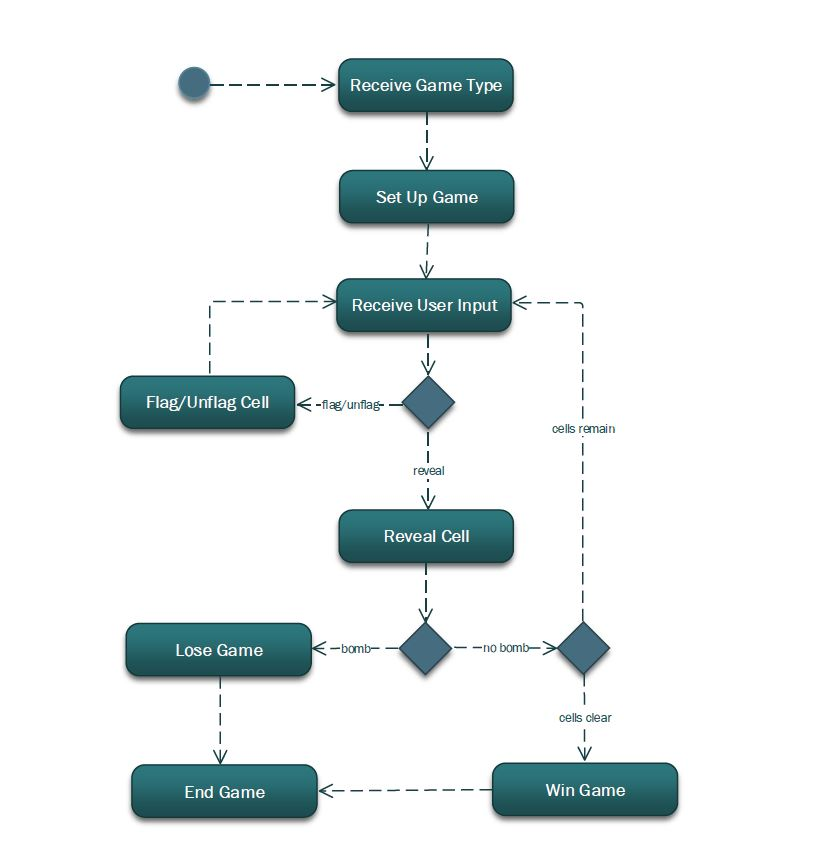 Receive Game Type
Set Up Game
Receive User Input
Flag/Unflag Cell
flag/unflag
cells remain
reveal
Reveal Cell
Lose Game
bomb
no bomb
cells clear
End Game
Win Game